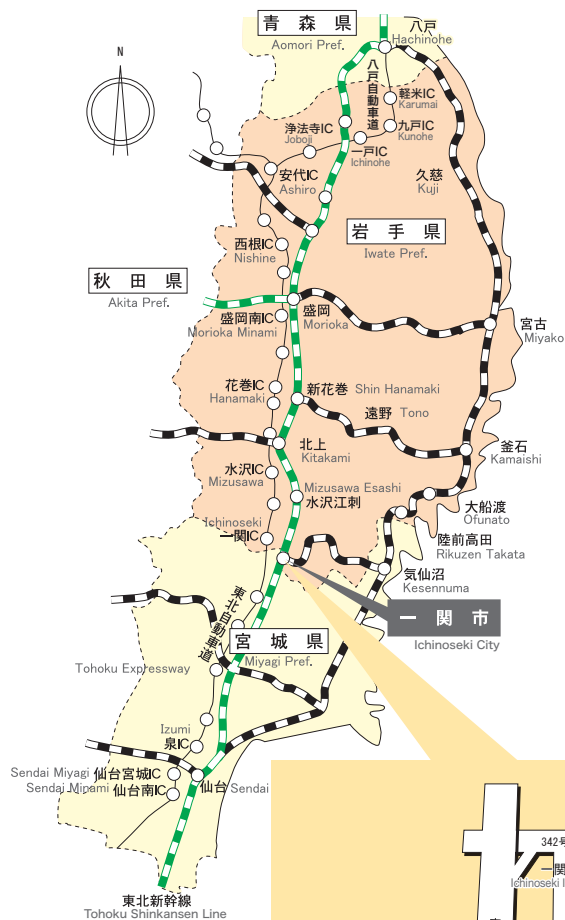 青森県
Aomori Pref.
八戸
Hachinohe
N
八戸自動車道
軽米IC
Karumai
浄法寺IC
Joboji
九戸IC
Kunohe
一戸IC
Ichinohe
安代IC
Ashiro
久慈
Kuji
岩手県
Iwate Pref.
西根IC
Nishine
秋田県
Akita Pref.
盛岡南IC
Morioka Minami
盛岡
Morioka
宮古
Miyako
花巻IC
Hanamaki
新花巻 Shin Hanamaki
遠野 Tono
北上
Kitakami
釜石
Kamaishi
水沢IC
Mizusawa
Mizusawa Esashi
水沢江刺
大船渡
Ofunato
Ichinoseki
一関IC
陸前高田
Rikuzen Takata
気仙沼
Kesennuma
一関市
Ichinoseki City
東北自動車道
Tohoku Expressway
宮城県
Miyagi Pref.
Izumi
泉IC
Sendai Miyagi 仙台宮城IC
Sendai Minami 仙台南IC
仙台 Sendai
342号
一関
Ichinoseki I
東北新幹線
Tohoku Shinkansen Line